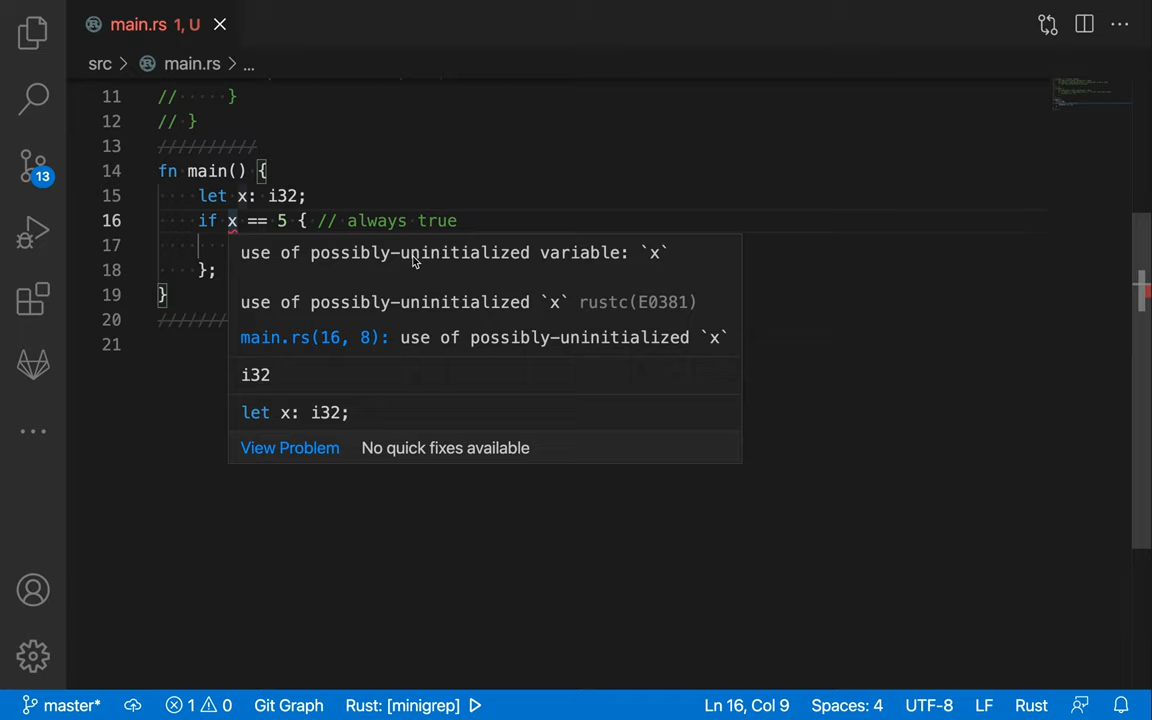 main.rs 1, U ×
src > main.rs > ...
11 // ····· }
12 // · }
13 //////////
14 fn main() {
15 ···· let x: i32;
16 ···· if x == 5 { // always true
17
18 ···· };
19 }
20 ///////
21
use of possibly-uninitialized variable: `x`
use of possibly-uninitialized `x` rustc(E0381)
main.rs(16, 8): use of possibly-uninitialized `x`
i32
let x: i32;
View Problem No quick fixes available
13
master* 1 0 Git Graph Rust: [minigrep] Ln 16, Col 9 Spaces: 4 UTF-8 LF Rust